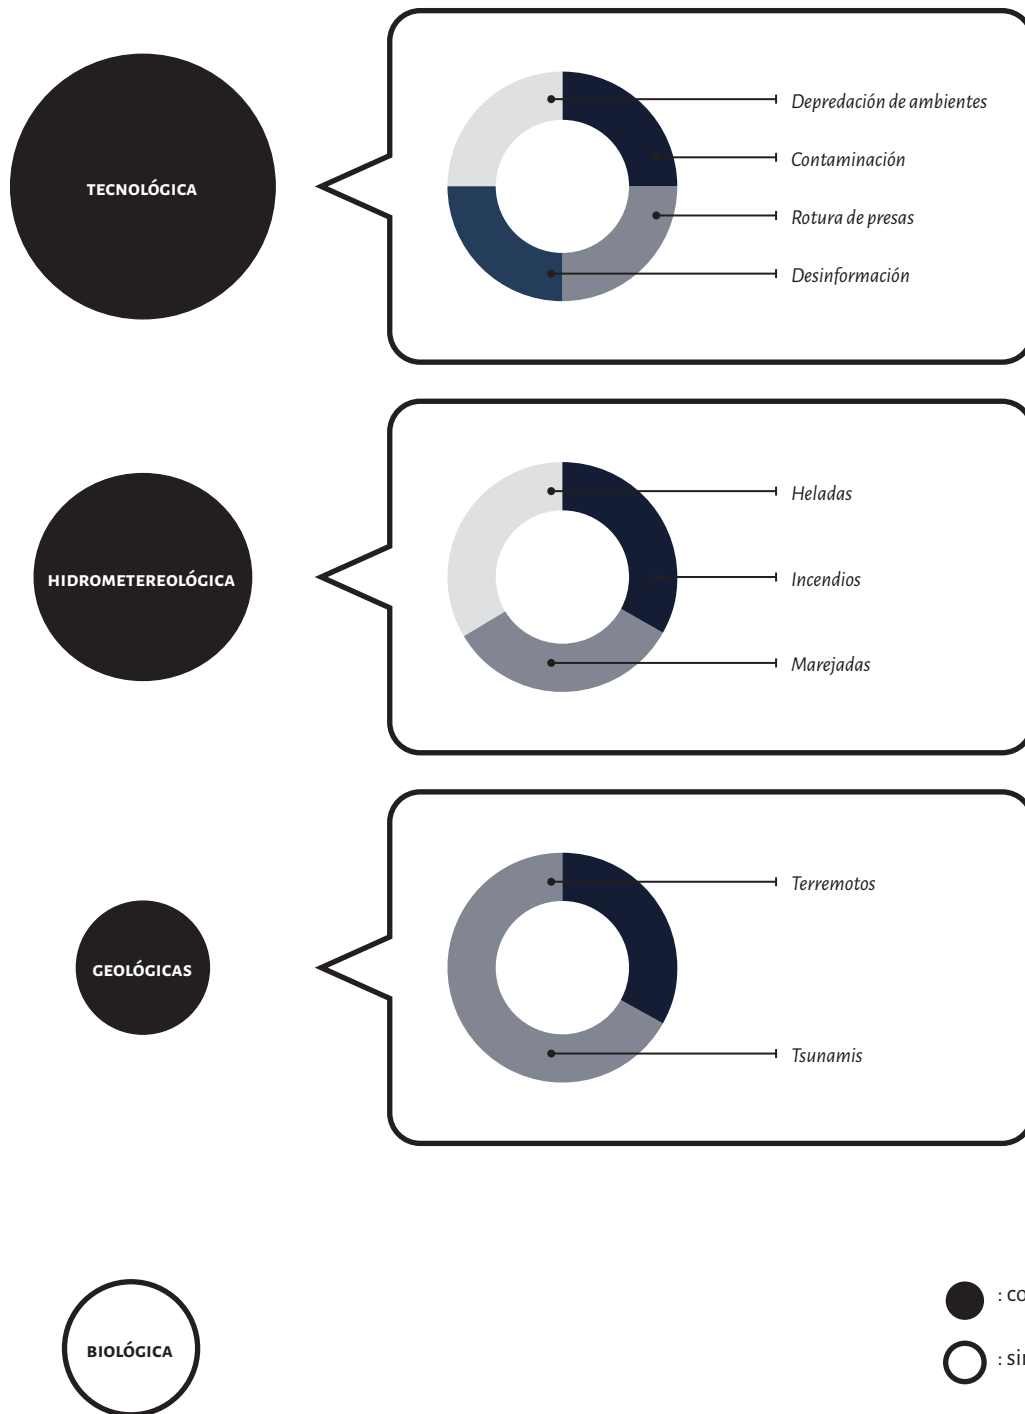 TECNOLÓGICA
Depredación de ambientes
Contaminación
Rotura de presas
Desinformación
HIDROMETEREOLÓGICA
Heladas
Incendios
Marejadas
GEOLÓGICAS
Terremotos
Tsunamis
BIOLÓGICA